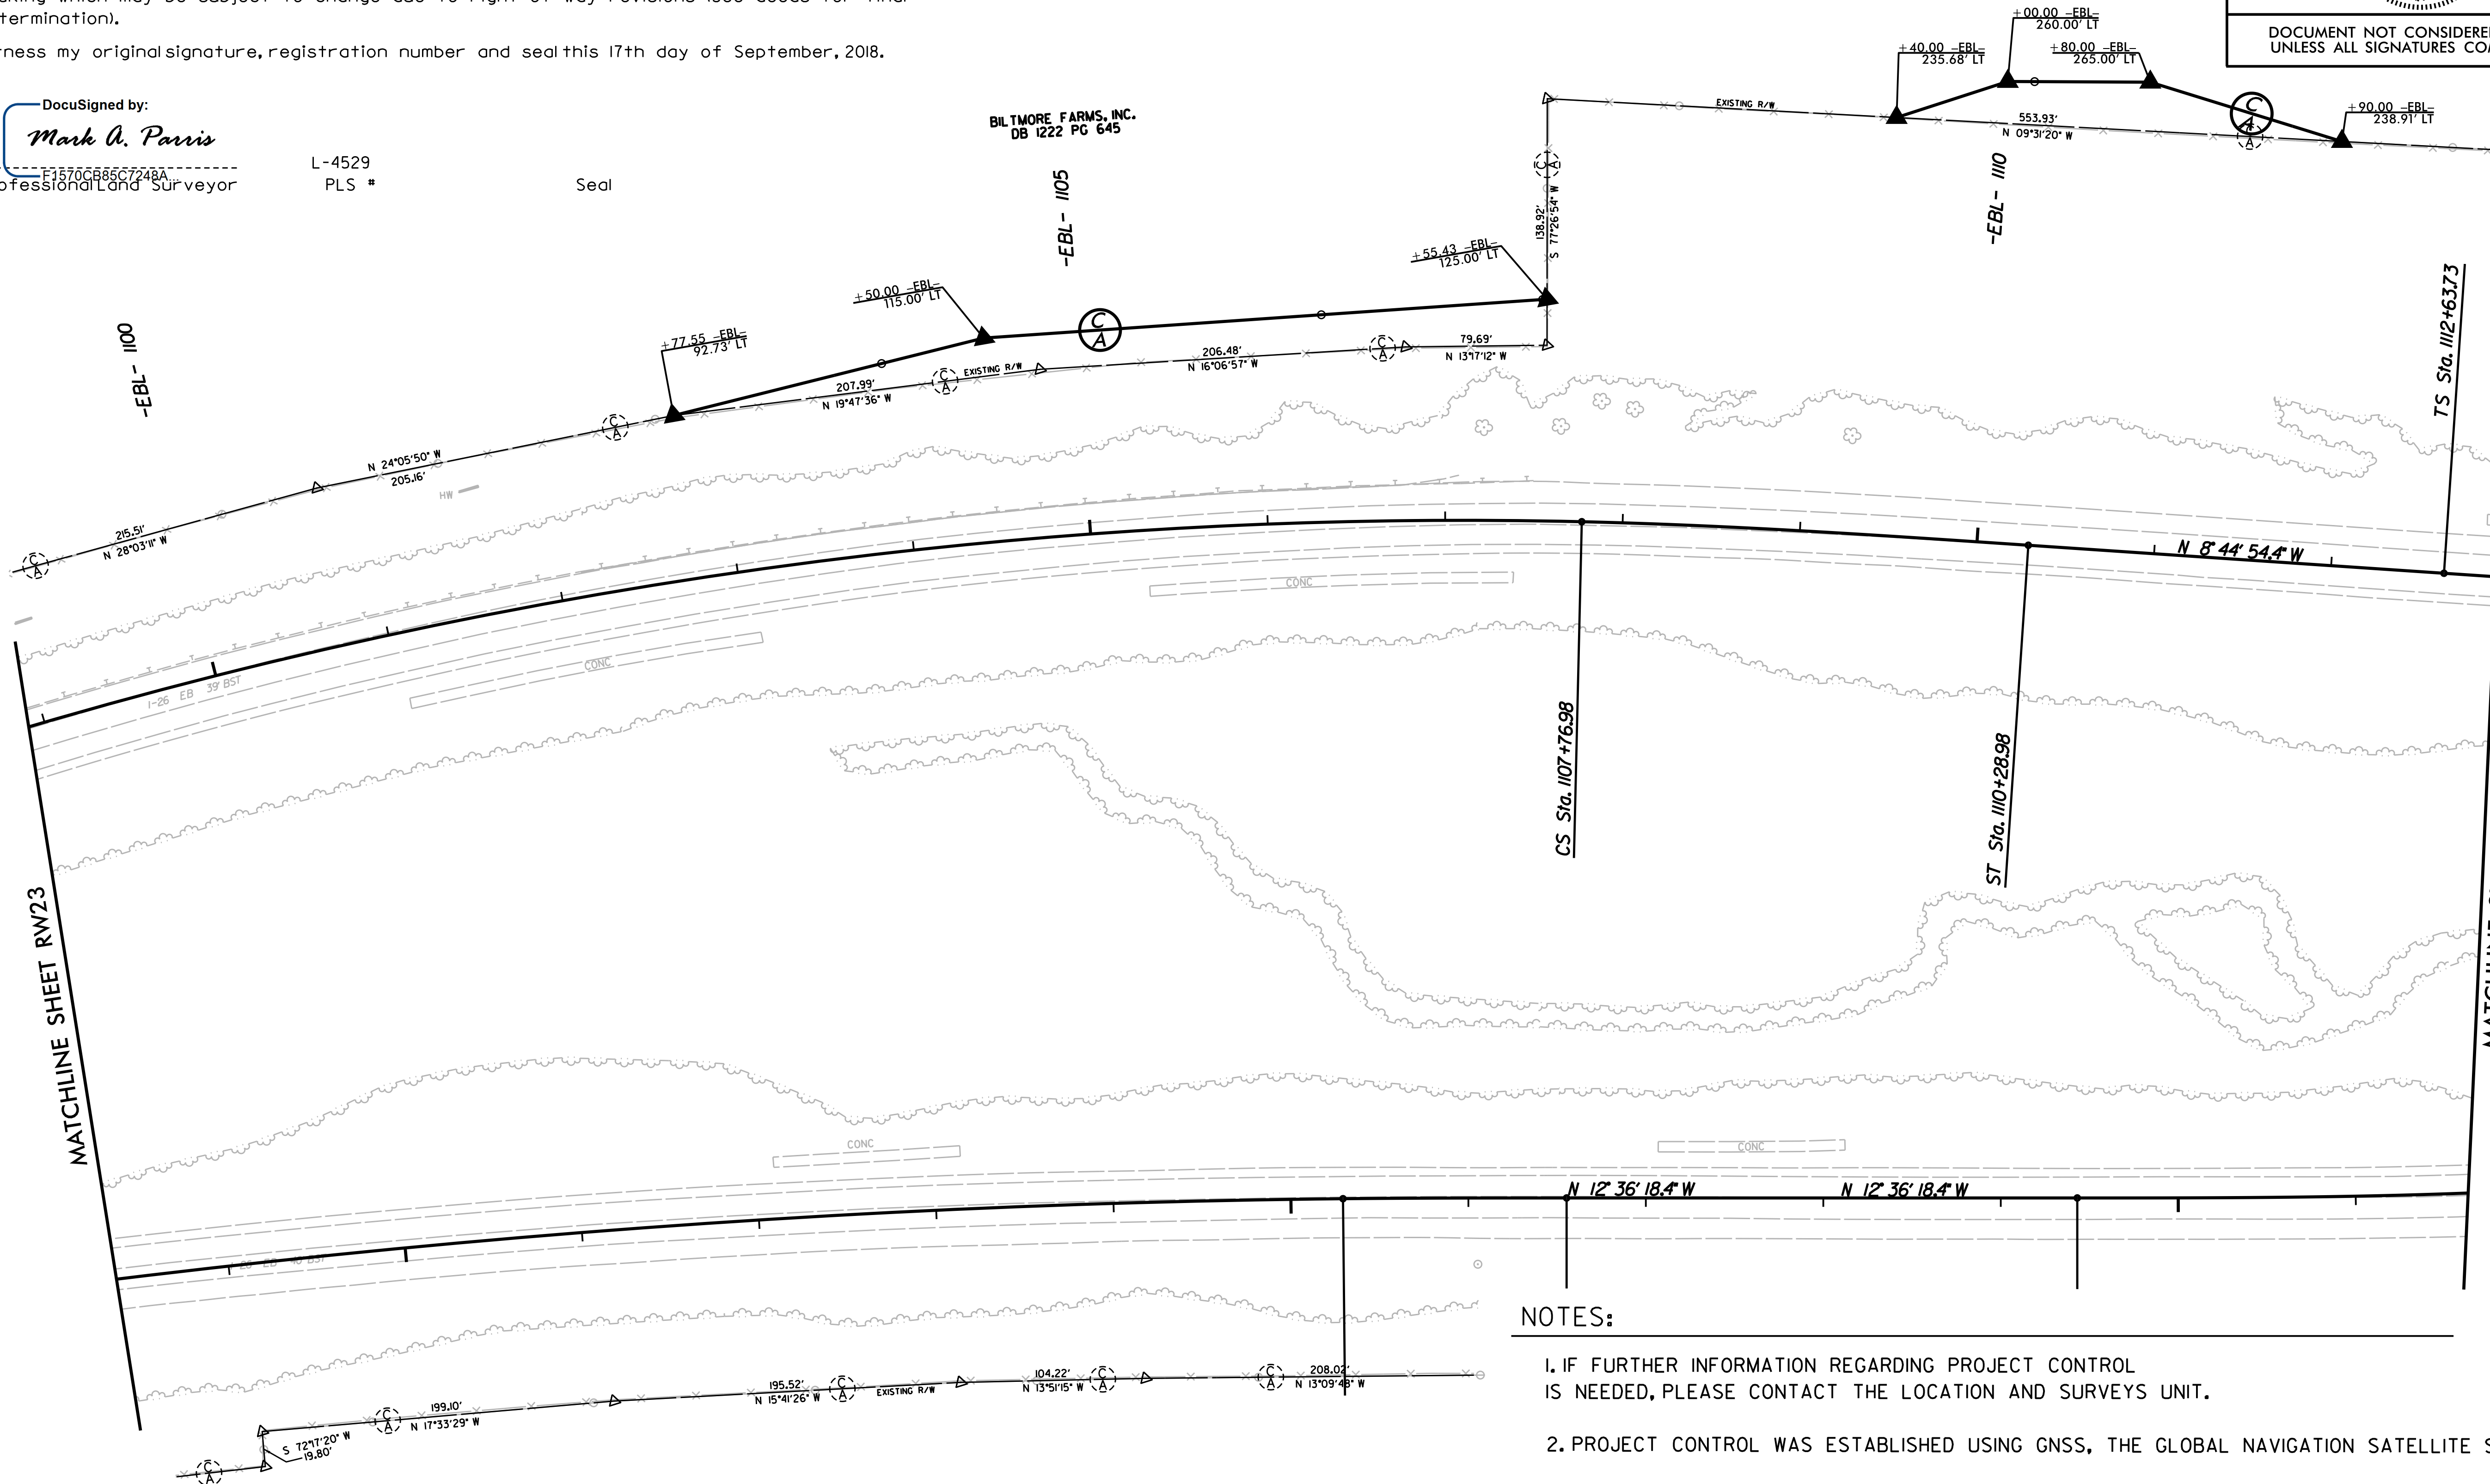 termination).
my original signature, registration number and seal this 17th day of September, 2018.
DocuSigned by:
Mark A. Parris
F1570CB85C7248A...
Land Surveyor
L-4529
PLS #
Seal
BILTMORE FARMS, INC.
DB 1222 PG 645
DOCUMENT NOT CONSIDERE
UNLESS ALL SIGNATURES COM
+00.00 -EBL-
260.00' LT
+40.00 -EBL-
235.68' LT
+80.00 -EBL-
265.00' LT
+90.00 -EBL-
238.91' LT
EXISTING R/W
553.93'
N 09°31'20" W
C
A
C
A
-EBL- 1100
-EBL- 1105
-EBL- 1110
C
A
138.92'
S 77°26'54" W
+55.43 -EBL-
125.00' LT
+50.00 -EBL-
115.00' LT
+77.55 -EBL-
92.73' LT
C
A
79.69'
N 13°17'12" W
C
A
206.48'
N 16°06'57" W
EXISTING R/W
C
A
207.99'
N 19°47'36" W
C
A
N 24°05'50" W
205.16'
HW
215.51'
N 28°03'11" W
C
A
TS Sta. 1112+63.73
N 8° 44' 54.4" W
CONC
CONC
I-26 EB 39' BST
CS Sta. 1107+76.98
ST Sta. 1110+28.98
MATCHLINE SHEET RW23
CONC
CONC
N 12° 36' 18.4" W
N 12° 36' 18.4" W
208.02'
N 13°09'48" W
C
A
C
A
104.22'
N 13°51'15" W
EXISTING R/W
C
A
195.52'
N 15°41'26" W
199.10'
N 17°33'29" W
C
A
S 72°17'20" W
19.80'
C
A
NOTES:
1. IF FURTHER INFORMATION REGARDING PROJECT CONTROL
IS NEEDED, PLEASE CONTACT THE LOCATION AND SURVEYS UNIT.
2. PROJECT CONTROL WAS ESTABLISHED USING GNSS, THE GLOBAL NAVIGATION SATELLITE S